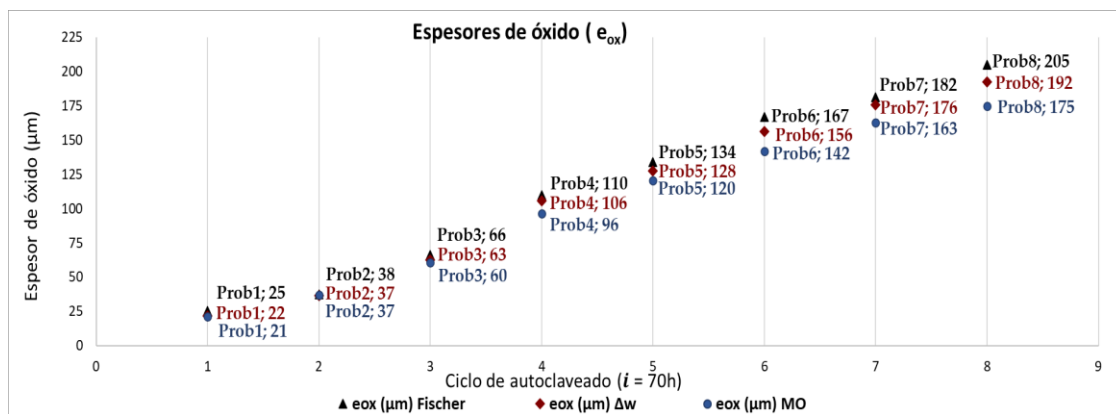 Espesores de óxido ( eox)
Espesor de óxido (µm)
225
200
175
150
125
100
75
50
25
0
Prob1; 25
Prob1; 22
Prob1; 21
Prob2; 38
Prob2; 37
Prob2; 37
Prob3; 66
Prob3; 63
Prob3; 60
Prob4; 110
Prob4; 106
Prob4; 96
Prob5; 134
Prob5; 128
Prob5; 120
Prob6; 167
Prob6; 156
Prob6; 142
Prob7; 182
Prob7; 176
Prob7; 163
Prob8; 205
Prob8; 192
Prob8; 175
0 1 2 3 4 5 6 7 8 9
Ciclo de autoclaveado (i = 70h)
eox (µm) Fischer eox (µm) Δw eox (µm) MO